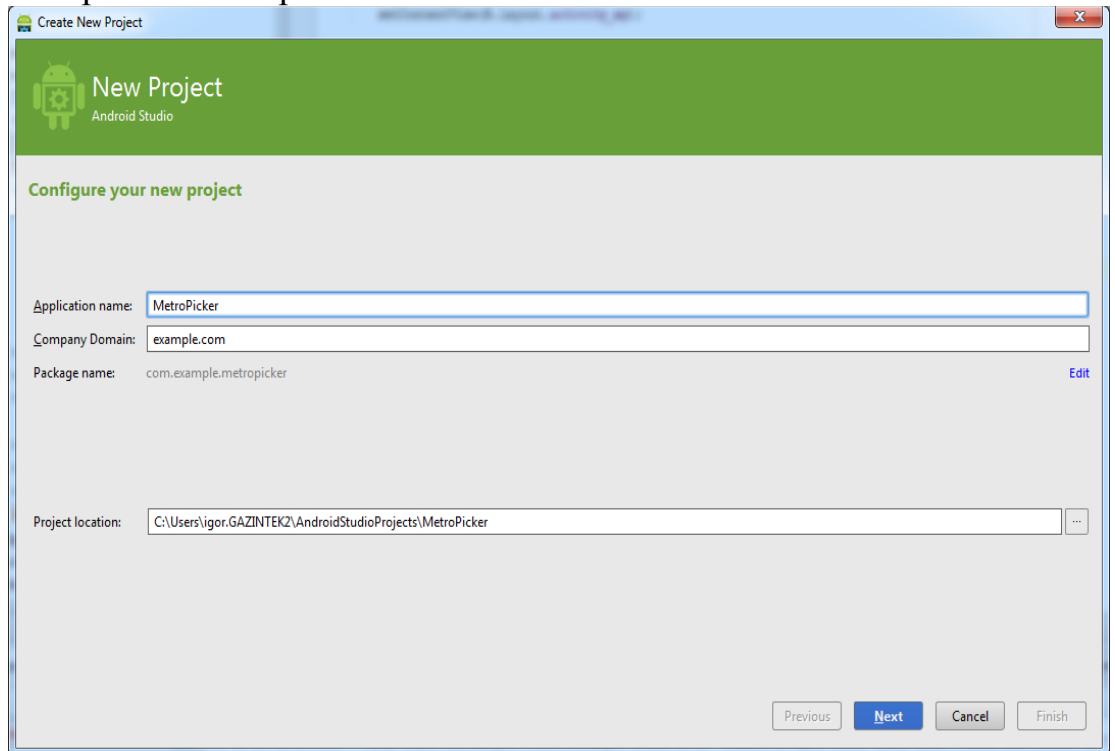 Create New Project
New Project
Android Studio
Configure your new project
Application name: MetroPicker
Company Domain: example.com
Package name: com.example.metropicker Edit
Project location: C:\Users\igor.GAZINTEK2\AndroidStudioProjects\MetroPicker ...
Previous Next Cancel Finish